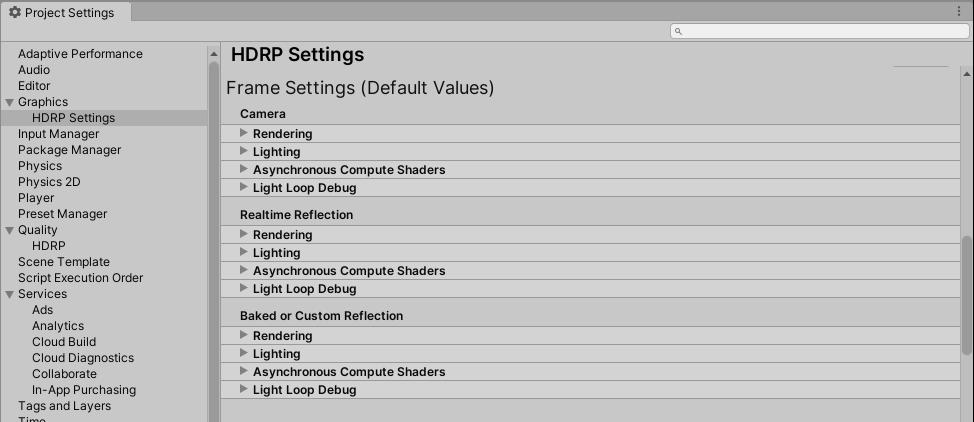 Project Settings
Adaptive Performance
Audio
Editor
Graphics
HDRP Settings
Input Manager
Package Manager
Physics
Physics 2D
Player
Preset Manager
Quality
HDRP
Scene Template
Script Execution Order
Services
Ads
Analytics
Cloud Build
Cloud Diagnostics
Collaborate
In-App Purchasing
Tags and Layers
Time
HDRP Settings
Frame Settings (Default Values)
Camera
Rendering
Lighting
Asynchronous Compute Shaders
Light Loop Debug
Realtime Reflection
Rendering
Lighting
Asynchronous Compute Shaders
Light Loop Debug
Baked or Custom Reflection
Rendering
Lighting
Asynchronous Compute Shaders
Light Loop Debug